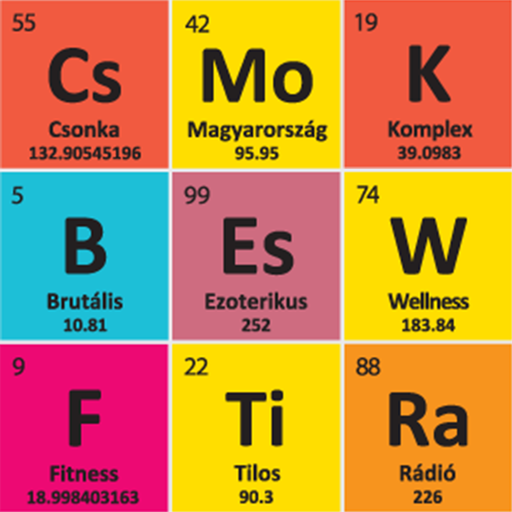 55
Cs
Csonka
132.90545196
42
Mo
Magyarország
95.95
19
K
Komplex
39.0983
5
B
Brutális
10.81
99
Es
Ezoterikus
252
74
W
Wellness
183.84
9
F
Fitness
18.998403163
22
Ti
Tilos
90.3
88
Ra
Rádió
226